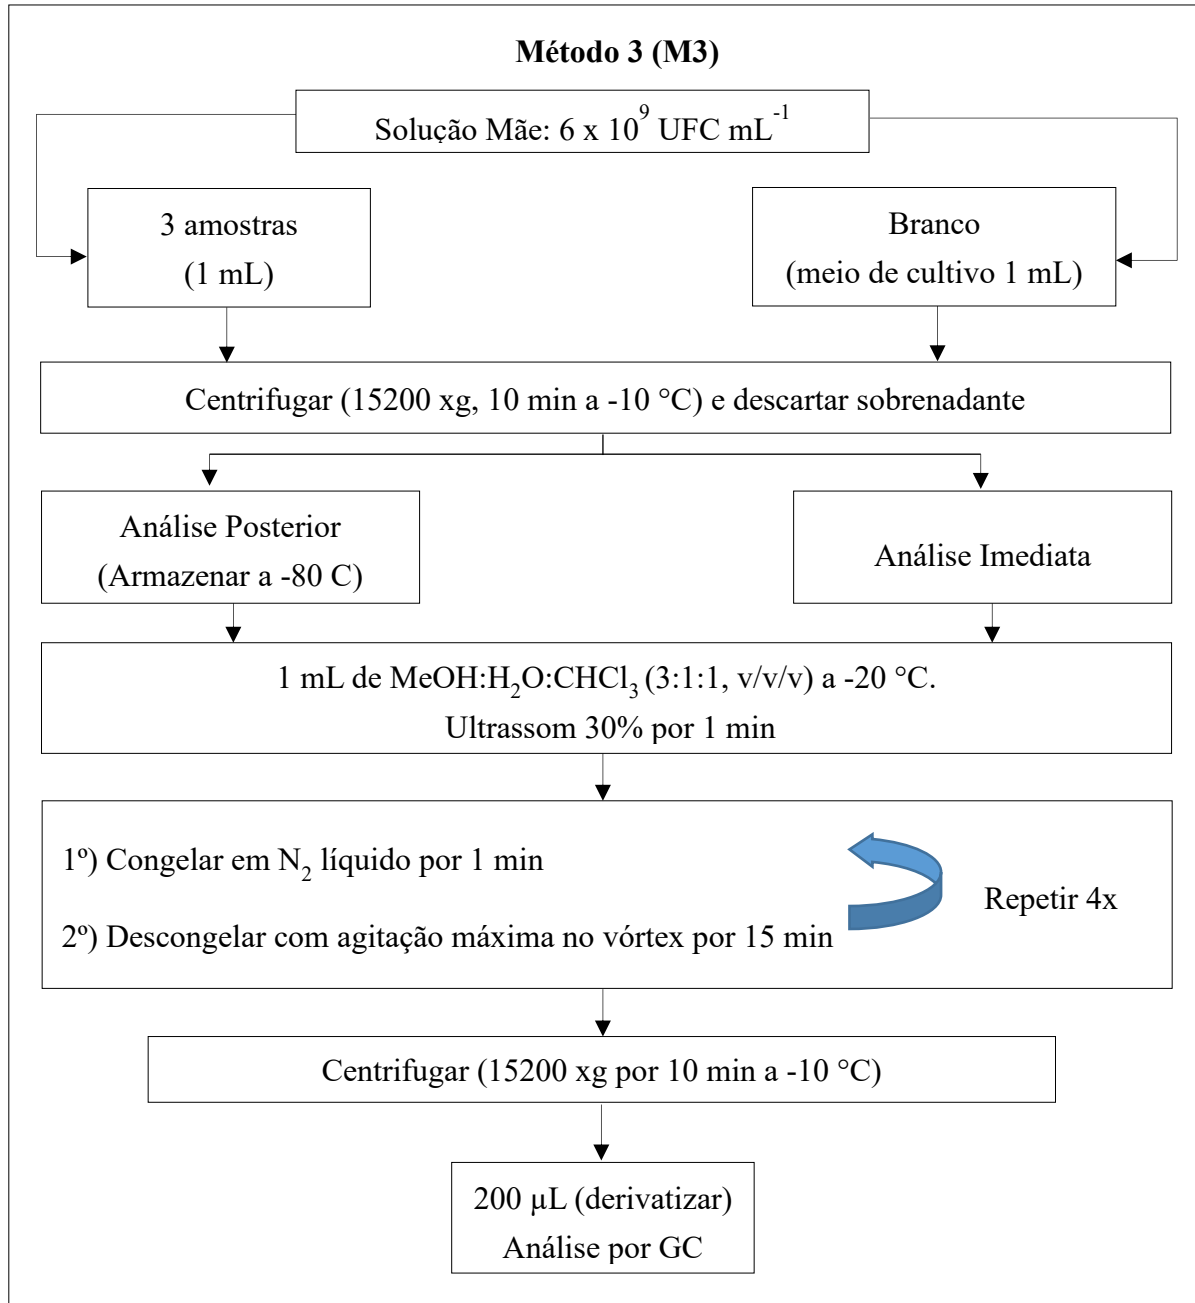 Método 3 (M3)
Solução Mãe: 6 x 10⁹ UFC mL⁻¹
3 amostras
(1 mL)
Branco
(meio de cultivo 1 mL)
Centrifugar (15200 xg, 10 min a -10 °C) e descartar sobrenadante
Análise Posterior
(Armazenar a -80 C)
Análise Imediata
1 mL de MeOH:H₂O:CHCl₃ (3:1:1, v/v/v) a -20 °C.
Ultrassom 30% por 1 min
1º) Congelar em N₂ líquido por 1 min
2º) Descongelar com agitação máxima no vórtex por 15 min
Repetir 4x
Centrifugar (15200 xg por 10 min a -10 °C)
200 µL (derivatizar)
Análise por GC